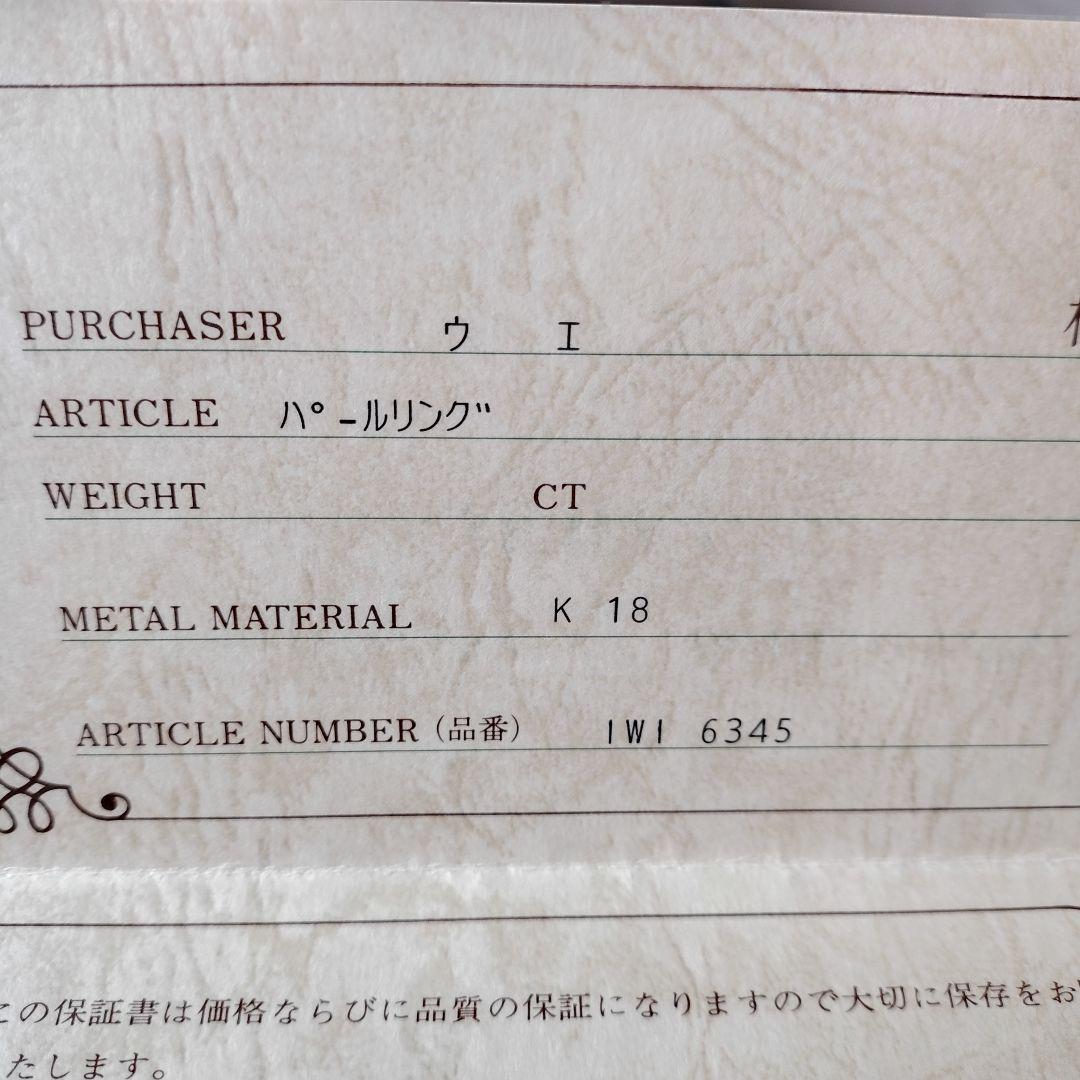 PURCHASER ウ エ
ARTICLE パールリング
WEIGHT CT
METAL MATERIAL K 18
ARTICLE NUMBER (品番) IWI 6345
この保証書は価格ならびに品質の保証になりますので大切に保存をお
たします。